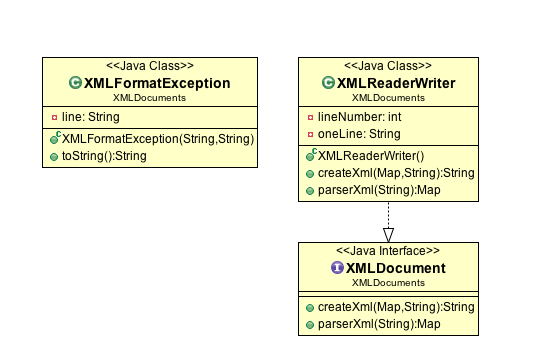 <<Java Class>>
XMLFormatException
XMLDocuments
line: String
XMLFormatException(String,String)
toString():String
<<Java Class>>
XMLReaderWriter
XMLDocuments
lineNumber: int
oneLine: String
XMLReaderWriter()
createXml(Map,String):String
parserXml(String):Map
<<Java Interface>>
XMLDocument
XMLDocuments
createXml(Map,String):String
parserXml(String):Map